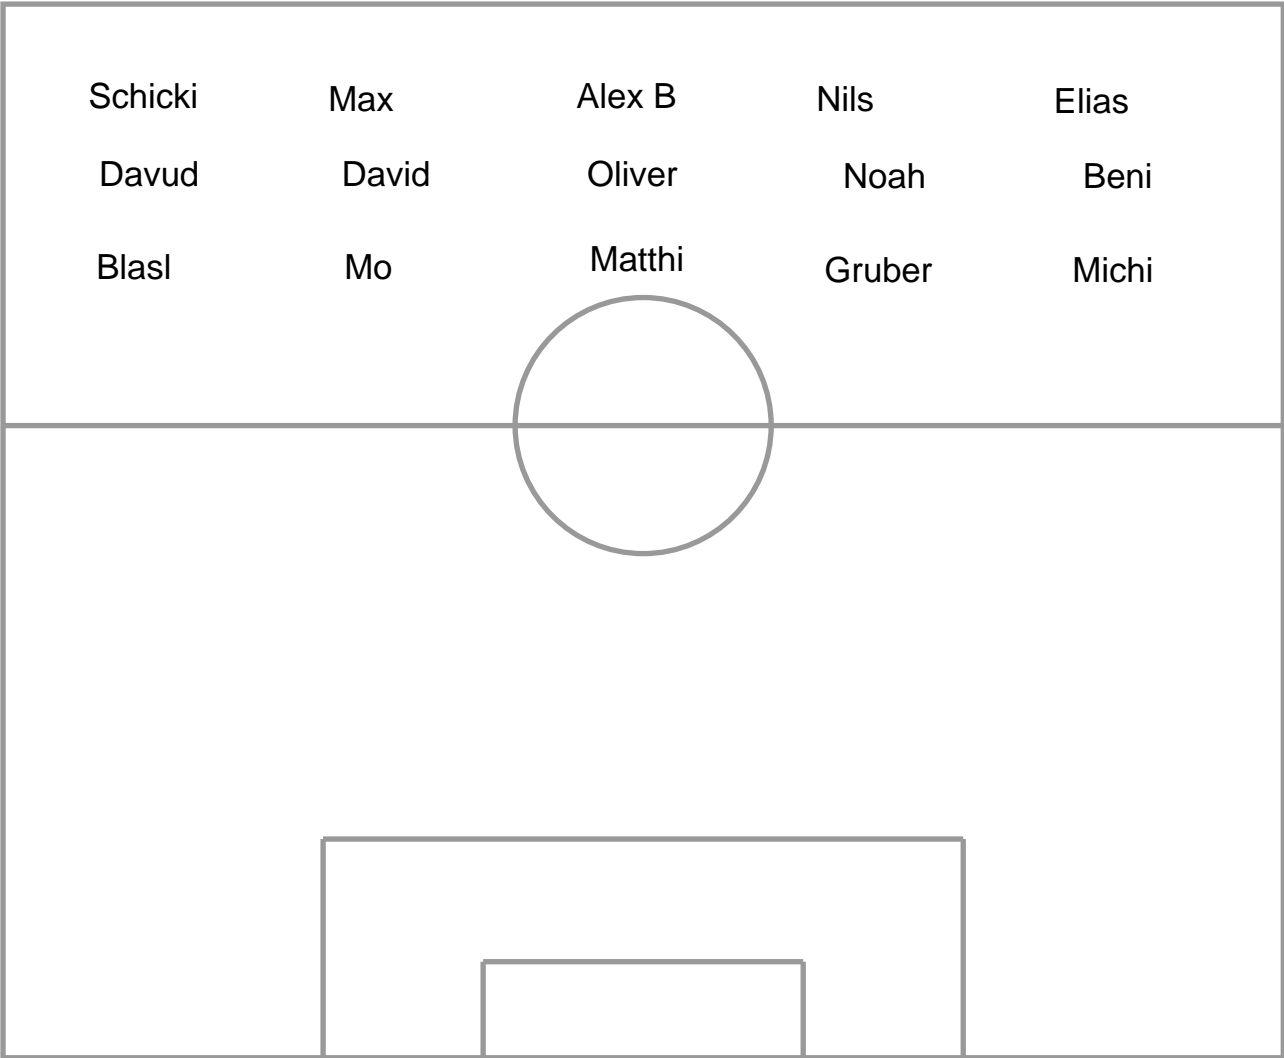 Schicki Max Alex B Nils Elias
Davud David Oliver Noah Beni
Blasl Mo Matthi Gruber Michi